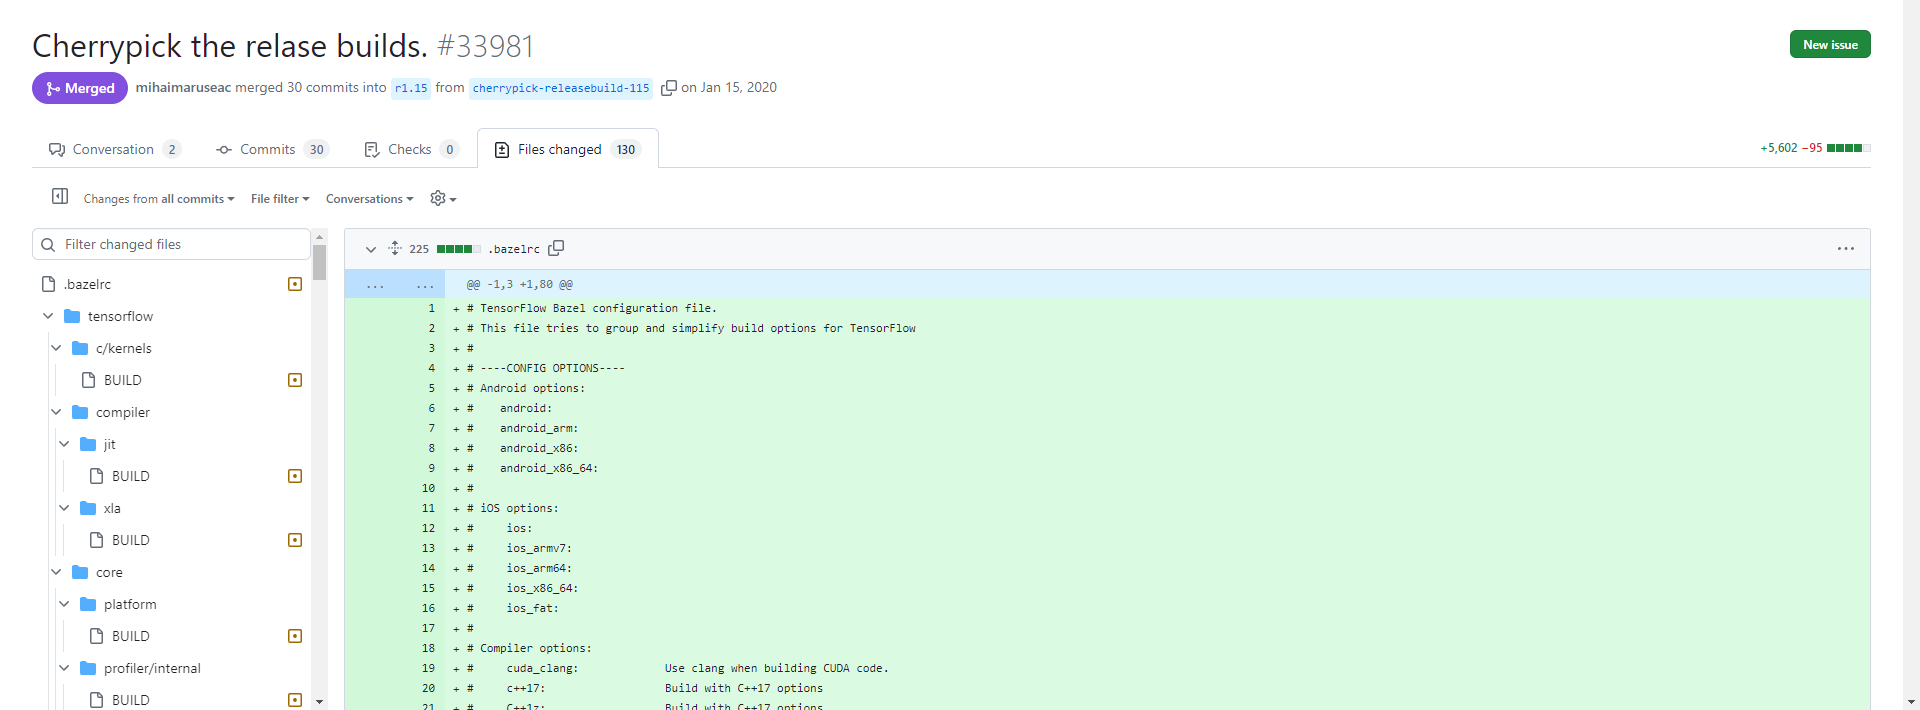 Cherrypick the relase builds. #33981
New issue
Merged mihaimaruseac merged 30 commits into r1.15 from cherrypick-releasebuild-115 on Jan 15, 2020
Conversation 2 Commits 30 Checks 0 Files changed 130 +5,602 −95
Changes from all commits File filter Conversations
Filter changed files
.bazelrc
tensorflow
c/kernels
BUILD
compiler
jit
BUILD
xla
BUILD
core
platform
BUILD
profiler/internal
BUILD
225 .bazelrc ...
... ... @@ -1,3 +1,80 @@
1 + # TensorFlow Bazel configuration file.
2 + # This file tries to group and simplify build options for TensorFlow
3 + #
4 + # ----CONFIG OPTIONS----
5 + # Android options:
6 + #    android:
7 + #    android_arm:
8 + #    android_x86:
9 + #    android_x86_64:
10 + #
11 + # iOS options:
12 + #     ios:
13 + #     ios_armv7:
14 + #     ios_arm64:
15 + #     ios_x86_64:
16 + #     ios_fat:
17 + #
18 + # Compiler options:
19 + #     cuda_clang:             Use clang when building CUDA code.
20 + #     c++17:                  Build with C++17 options
21 + #     C++1z:                  Build with C++17 options